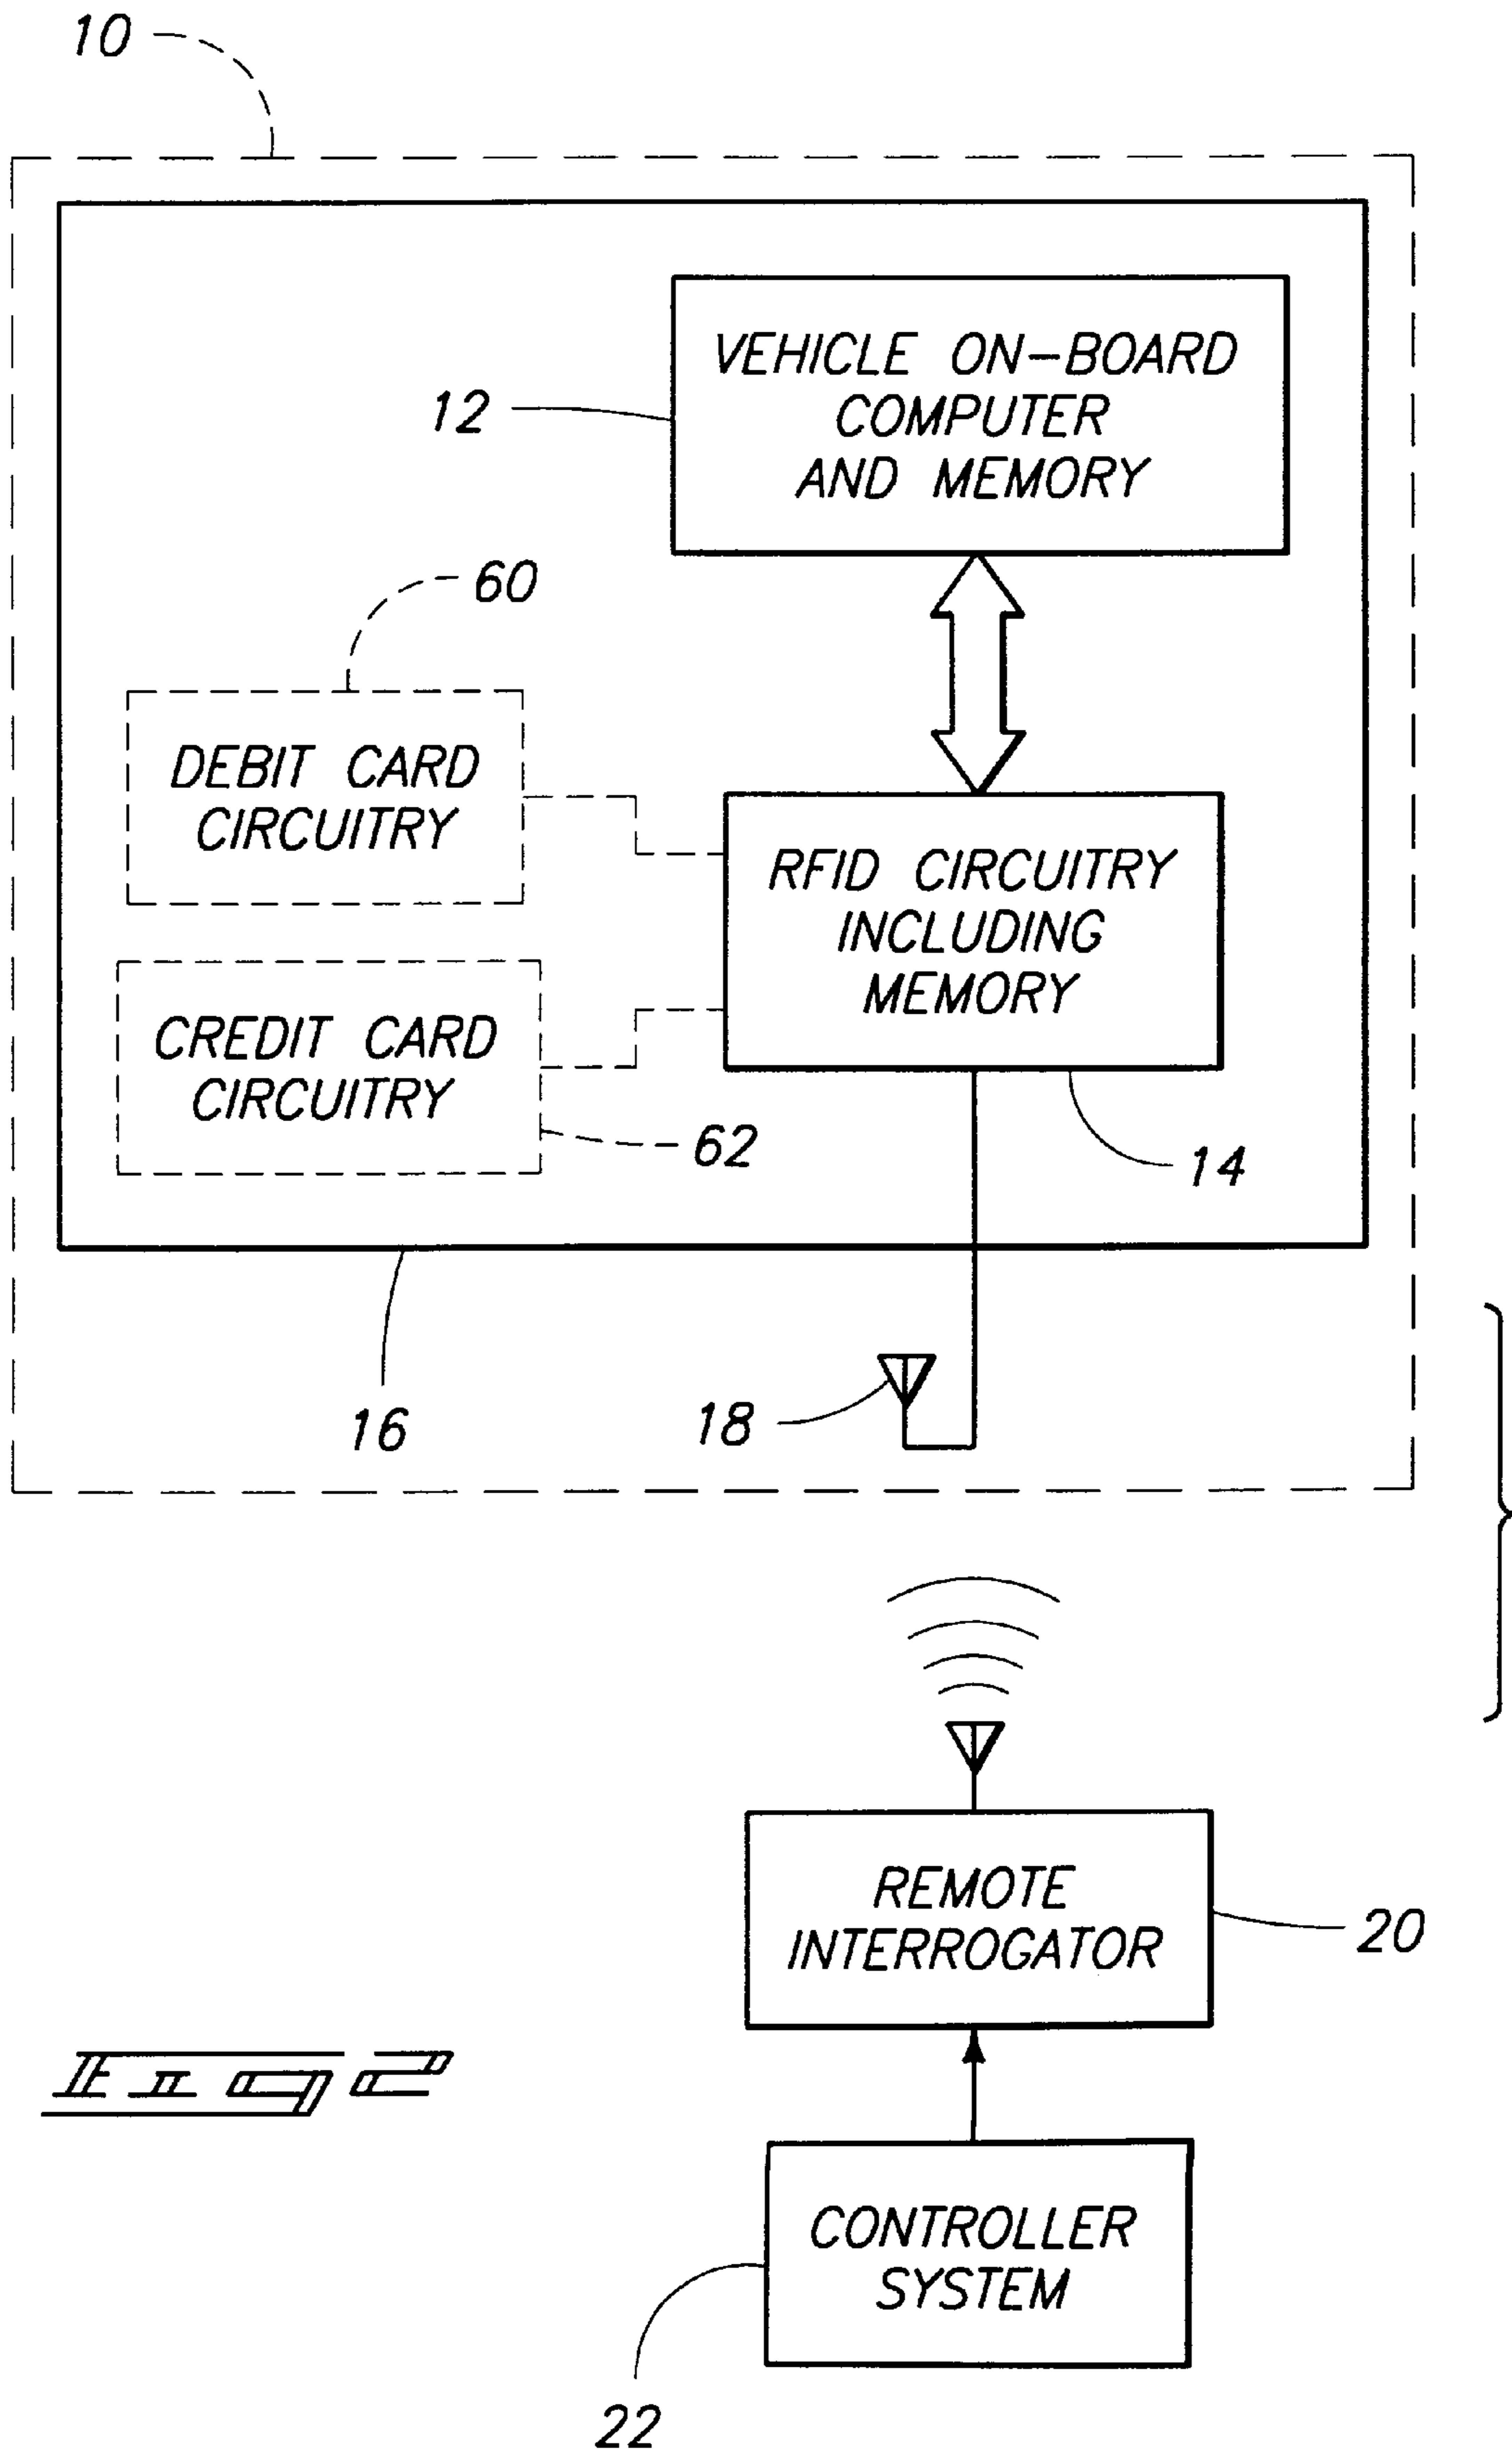 10
VEHICLE ON-BOARD
COMPUTER
AND MEMORY
12
60
DEBIT CARD
CIRCUITRY
RFID CIRCUITRY
INCLUDING
MEMORY
CREDIT CARD
CIRCUITRY
62
14
16
18
REMOTE
INTERROGATOR
20
Fig 2
CONTROLLER
SYSTEM
22